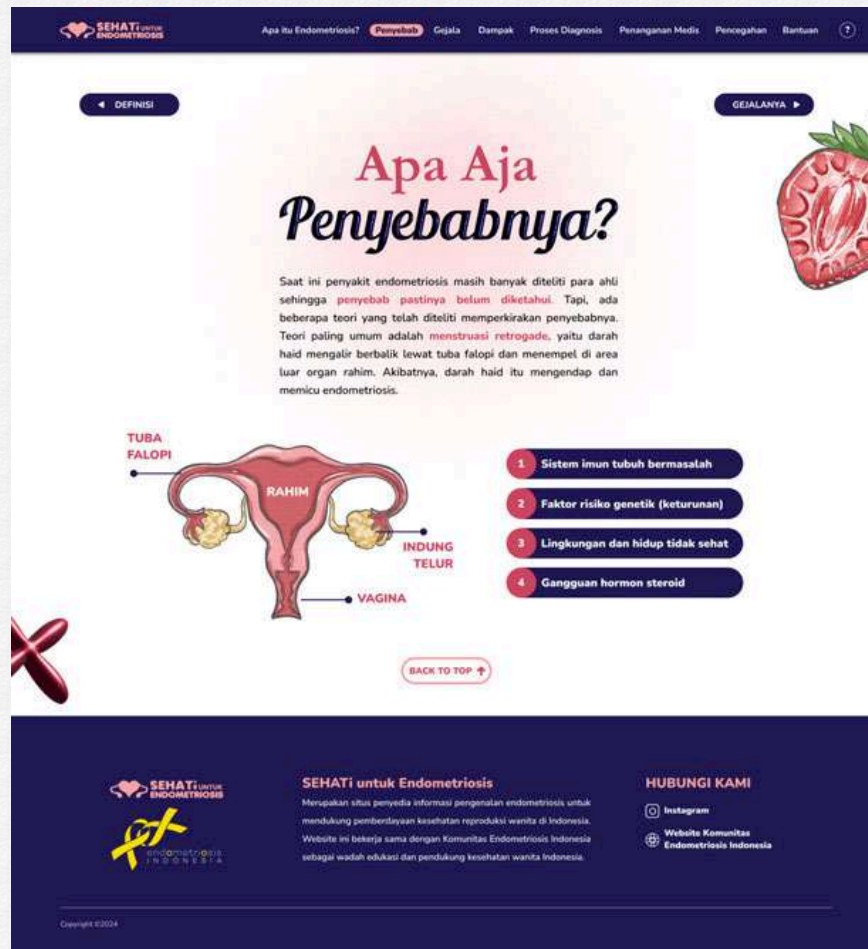 SEHATi UNTUK
ENDOMETRIOSIS
Apa itu Endometriosis? Penyebab Gejala Dampak Proses Diagnosis Penanganan Medis Pencegahan Bantuan ?
DEFINISI
GEJALANYA
Apa Aja
Penyebabnya?
Saat ini penyakit endometriosis masih banyak diteliti para ahli
sehingga penyebab pastinya belum diketahui. Tapi, ada
beberapa teori yang telah diteliti memperkirakan penyebabnya.
Teori paling umum adalah menstruasi retrogade, yaitu darah
haid mengalir berbalik lewat tuba falopi dan menempel di area
luar organ rahim. Akibatnya, darah haid itu mengendap dan
memicu endometriosis.
TUBA
FALOPI
RAHIM
INDUNG
TELUR
VAGINA
1 Sistem imun tubuh bermasalah
2 Faktor risiko genetik (keturunan)
3 Lingkungan dan hidup tidak sehat
4 Gangguan hormon steroid
BACK TO TOP
SEHATi UNTUK
ENDOMETRIOSIS
endometriosis
INDONESIA
SEHATi untuk Endometriosis
Merupakan situs penyedia informasi pengenalan endometriosis untuk
mendukung pemberdayaan kesehatan reproduksi wanita di Indonesia.
Website ini bekerja sama dengan Komunitas Endometriosis Indonesia
sebagai wadah edukasi dan pendukung kesehatan wanita Indonesia.
HUBUNGI KAMI
Instagram
Website Komunitas
Endometriosis Indonesia
Copyright ©2024